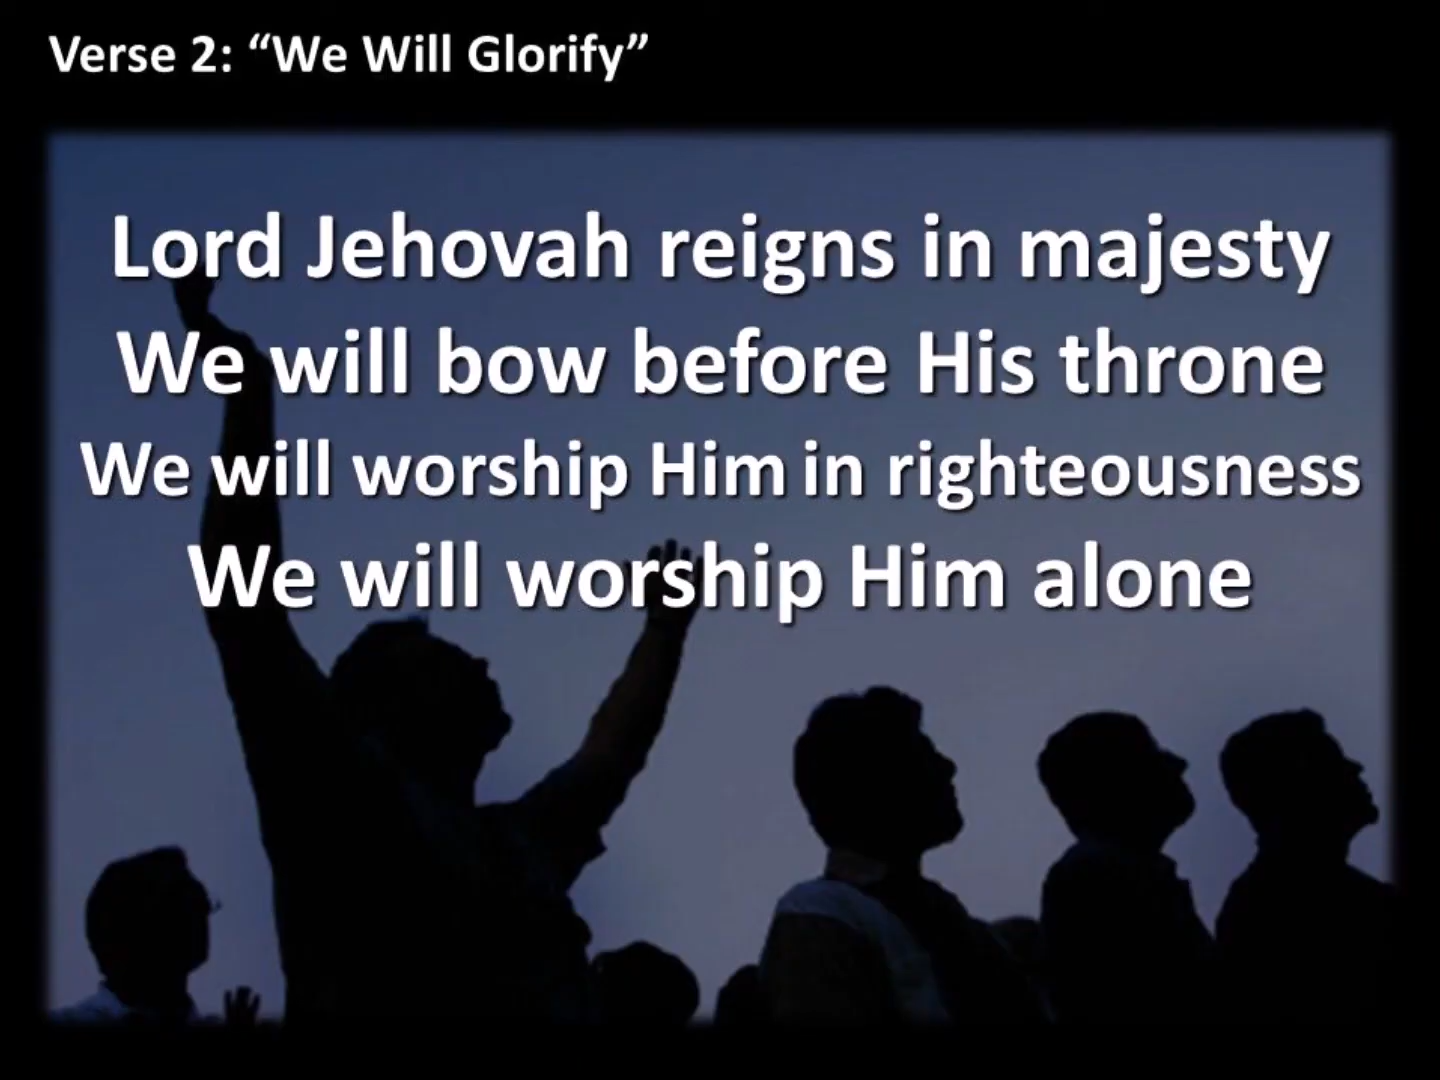 Verse 2: “We Will Glorify”
Lord Jehovah reigns in majesty
We will bow before His throne
We will worship Him in righteousness
We will worship Him alone